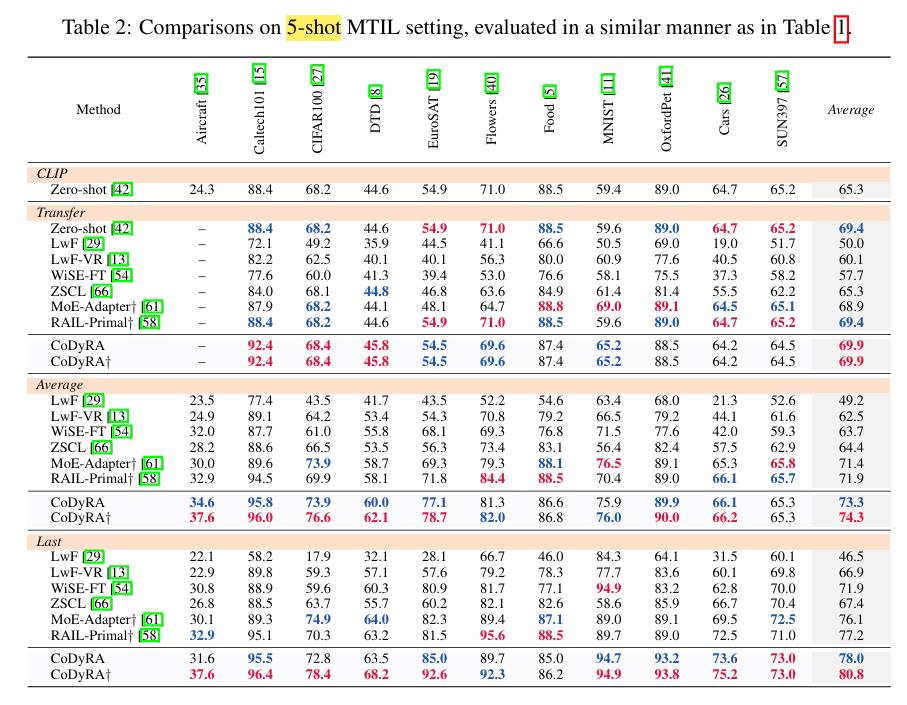 Table 2: Comparisons on 5-shot MTIL setting, evaluated in a similar manner as in Table 1.
Method Aircraft [35] Caltech101 [15] CIFAR100 [27] DTD [8] EuroSAT [19] Flowers [40] Food [5] MNIST [11] OxfordPet [41] Cars [26] SUN397 [57] Average
CLIP
Zero-shot [42] 24.3 88.4 68.2 44.6 54.9 71.0 88.5 59.4 89.0 64.7 65.2 65.3
Transfer
Zero-shot [42] – 88.4 68.2 44.6 54.9 71.0 88.5 59.6 89.0 64.7 65.2 69.4
LwF [29] – 72.1 49.2 35.9 44.5 41.1 66.6 50.5 69.0 19.0 51.7 50.0
LwF-VR [13] – 82.2 62.5 40.1 40.1 56.3 80.0 60.9 77.6 40.5 60.8 60.1
WiSE-FT [54] – 77.6 60.0 41.3 39.4 53.0 76.6 58.1 75.5 37.3 58.2 57.7
ZSCL [66] – 84.0 68.1 44.8 46.8 63.6 84.9 61.4 81.4 55.5 62.2 65.3
MoE-Adapter† [61] – 87.9 68.2 44.1 48.1 64.7 88.8 69.0 89.1 64.5 65.1 68.9
RAIL-Primal† [58] – 88.4 68.2 44.6 54.9 71.0 88.5 59.6 89.0 64.7 65.2 69.4
CoDyRA – 92.4 68.4 45.8 54.5 69.6 87.4 65.2 88.5 64.2 64.5 69.9
CoDyRA† – 92.4 68.4 45.8 54.5 69.6 87.4 65.2 88.5 64.2 64.5 69.9
Average
LwF [29] 23.5 77.4 43.5 41.7 43.5 52.2 54.6 63.4 68.0 21.3 52.6 49.2
LwF-VR [13] 24.9 89.1 64.2 53.4 54.3 70.8 79.2 66.5 79.2 44.1 61.6 62.5
WiSE-FT [54] 32.0 87.7 61.0 55.8 68.1 69.3 76.8 71.5 77.6 42.0 59.3 63.7
ZSCL [66] 28.2 88.6 66.5 53.5 56.3 73.4 83.1 56.4 82.4 57.5 62.9 64.4
MoE-Adapter† [61] 30.0 89.6 73.9 58.7 69.3 79.3 88.1 76.5 89.1 65.3 65.8 71.4
RAIL-Primal† [58] 32.9 94.5 69.9 58.1 71.8 84.4 88.5 70.4 89.0 66.1 65.7 71.9
CoDyRA 34.6 95.8 73.9 60.0 77.1 81.3 86.6 75.9 89.9 66.1 65.3 73.3
CoDyRA† 37.6 96.0 76.6 62.1 78.7 82.0 86.8 76.0 90.0 66.2 65.3 74.3
Last
LwF [29] 22.1 58.2 17.9 32.1 28.1 66.7 46.0 84.3 64.1 31.5 60.1 46.5
LwF-VR [13] 22.9 89.8 59.3 57.1 57.6 79.2 78.3 77.7 83.6 60.1 69.8 66.9
WiSE-FT [54] 30.8 88.9 59.6 60.3 80.9 81.7 77.1 94.9 83.2 62.8 70.0 71.9
ZSCL [66] 26.8 88.5 63.7 55.7 60.2 82.1 82.6 58.6 85.9 66.7 70.4 67.4
MoE-Adapter† [61] 30.1 89.3 74.9 64.0 82.3 89.4 87.1 89.0 89.1 69.5 72.5 76.1
RAIL-Primal† [58] 32.9 95.1 70.3 63.2 81.5 95.6 88.5 89.7 89.0 72.5 71.0 77.2
CoDyRA 31.6 95.5 72.8 63.5 85.0 89.7 85.0 94.7 93.2 73.6 73.0 78.0
CoDyRA† 37.6 96.4 78.4 68.2 92.6 92.3 86.2 94.9 93.8 75.2 73.0 80.8